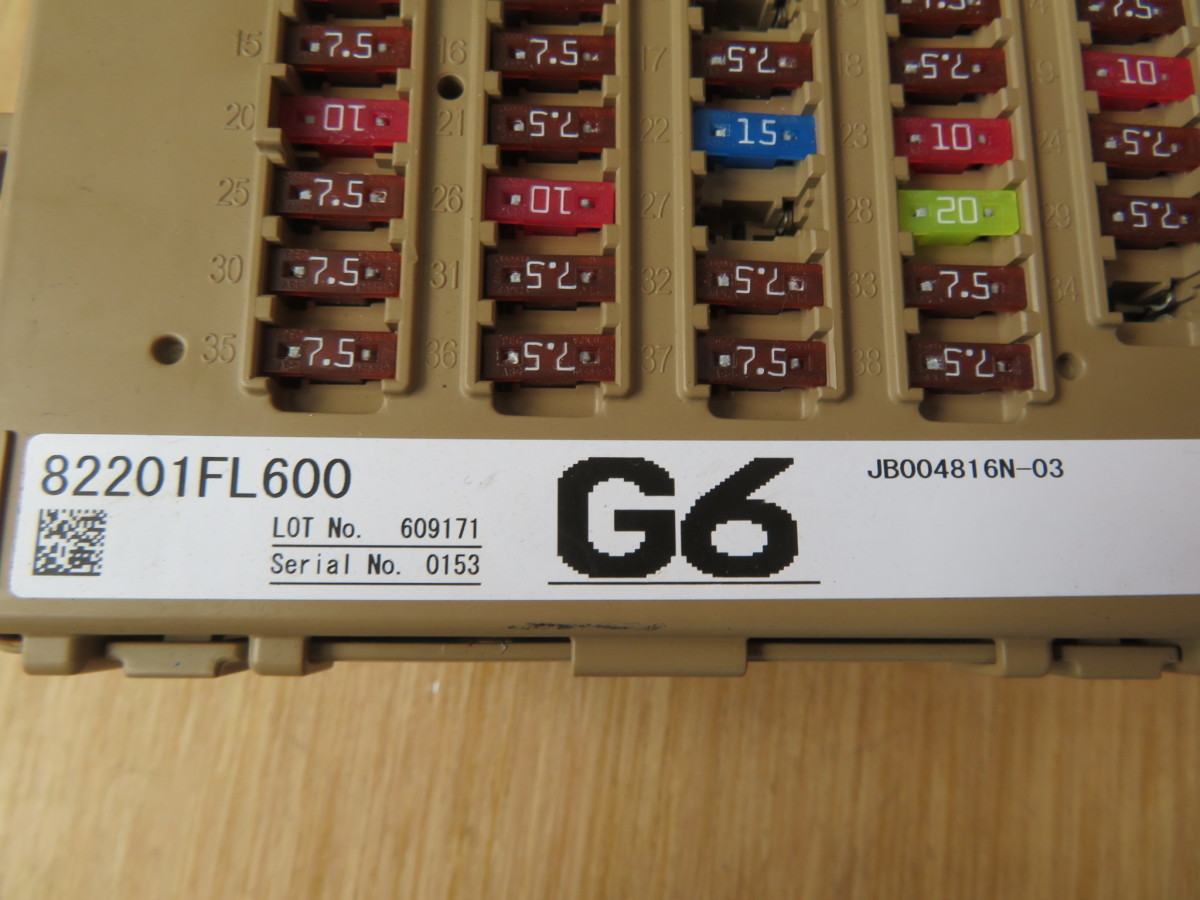 15 7.5 16 7.5 17 7.5 18 7.5 10
20 10 21 7.5 22 15 23 10 24 7.5
25 7.5 26 10 27 28 20 29 7.5
30 7.5 31 7.5 32 7.5 33 7.5 34
35 7.5 36 7.5 37 7.5 38 7.5
82201FL600
LOT No. 609171
Serial No. 0153
G6
JB004816N-03